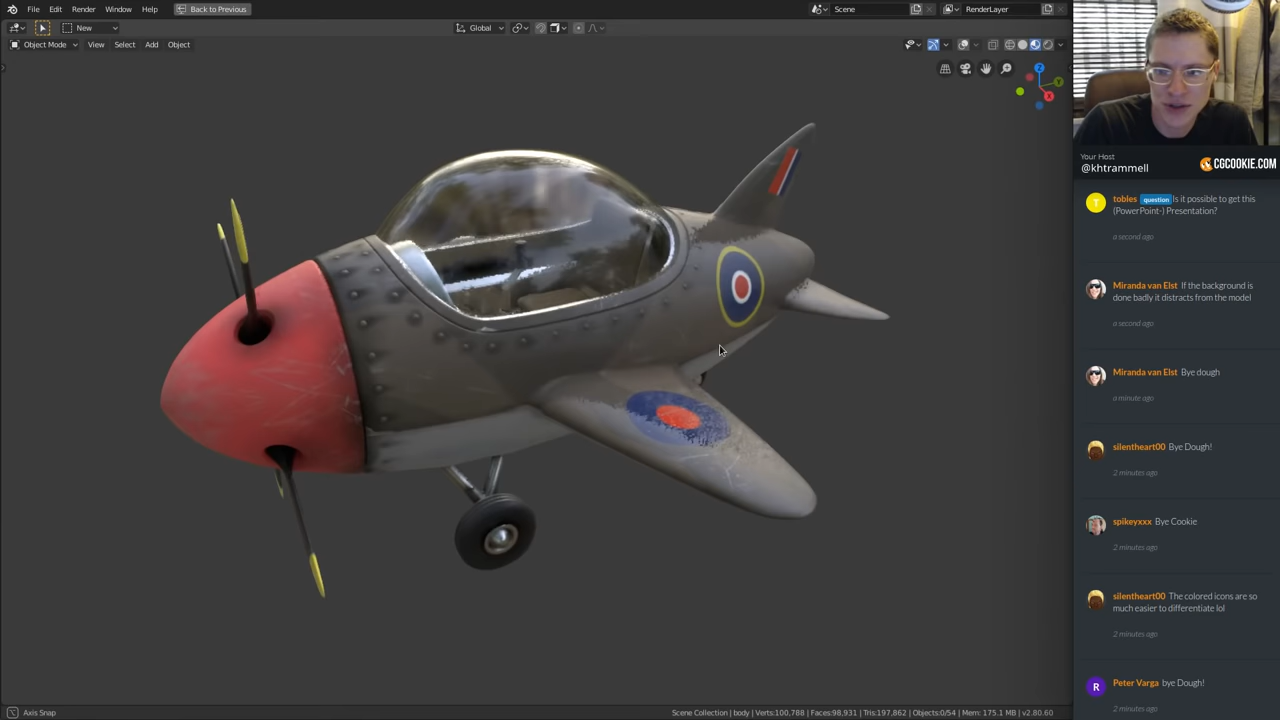 File Edit Render Window Help Back to Previous Scene RenderLayer
New Global
Object Mode View Select Add Object
Z
Y
X
Your Host
@khtrammell
CGCOOKIE.COM
T
tobles question Is it possible to get this
(PowerPoint-) Presentation?
a second ago
Miranda van Elst If the background is
done badly it distracts from the model
a second ago
Miranda van Elst Bye dough
a minute ago
silentheart00 Bye Dough!
2 minutes ago
spikeyxxx Bye Cookie
2 minutes ago
silentheart00 The colored icons are so
much easier to differentiate lol
2 minutes ago
R
Peter Varga bye Dough!
2 minutes ago
Axis Snap
Scene Collection | body | Verts:100,788 | Faces:98,931 | Tris:197,862 | Objects:0/54 | Mem: 175.1 MB | v2.80.60